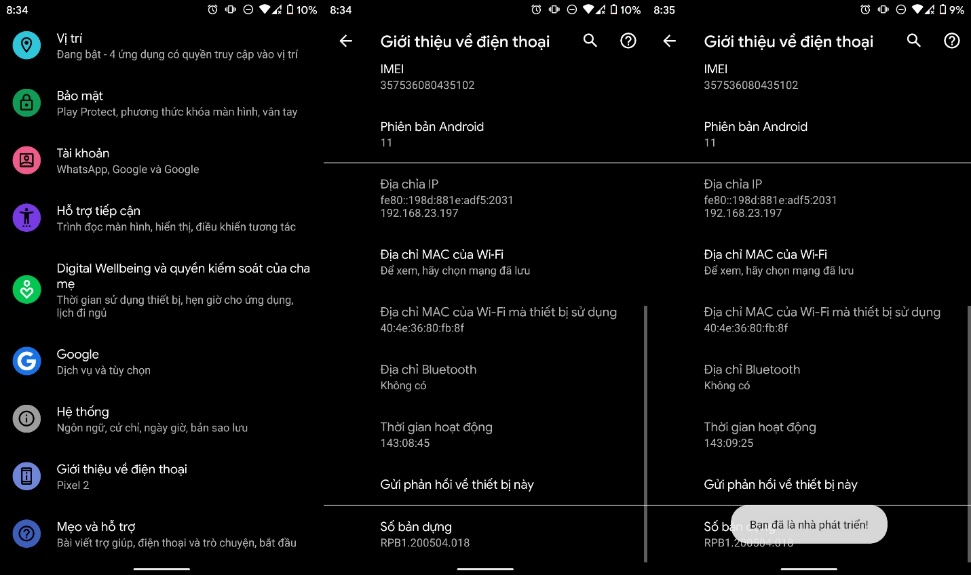 8:34
10%
Vị trí
Đang bật - 4 ứng dụng có quyền truy cập vào vị trí
Bảo mật
Play Protect, phương thức khóa màn hình, vân tay
Tài khoản
WhatsApp, Google và Google
Hỗ trợ tiếp cận
Trình đọc màn hình, hiển thị, điều khiển tương tác
Digital Wellbeing và quyền kiểm soát của cha
mẹ
Thời gian sử dụng thiết bị, hẹn giờ cho ứng dụng,
lịch đi ngủ
Google
Dịch vụ và tùy chọn
Hệ thống
Ngôn ngữ, cử chỉ, ngày giờ, bản sao lưu
Giới thiệu về điện thoại
Pixel 2
Mẹo và hỗ trợ
Bài viết trợ giúp, điện thoại và trò chuyện, bắt đầu
8:34
10%
Giới thiệu về điện thoại
IMEI
357536080435102
Phiên bản Android
11
Địa chỉa IP
fe80::198d:881e:adf5:2031
192.168.23.197
Địa chỉ MAC của Wi-Fi
Để xem, hãy chọn mạng đã lưu
Địa chỉ MAC của Wi-Fi mà thiết bị sử dụng
40:4e:36:80:fb:8f
Địa chỉ Bluetooth
Không có
Thời gian hoạt động
143:08:45
Gửi phản hồi về thiết bị này
Số bản dựng
RPB1.200504.018
8:35
9%
Giới thiệu về điện thoại
IMEI
357536080435102
Phiên bản Android
11
Địa chỉa IP
fe80::198d:881e:adf5:2031
192.168.23.197
Địa chỉ MAC của Wi-Fi
Để xem, hãy chọn mạng đã lưu
Địa chỉ MAC của Wi-Fi mà thiết bị sử dụng
40:4e:36:80:fb:8f
Địa chỉ Bluetooth
Không có
Thời gian hoạt động
143:09:25
Gửi phản hồi về thiết bị này
Số bản dựng
Bạn đã là nhà phát triển!
RPB1.200504.018